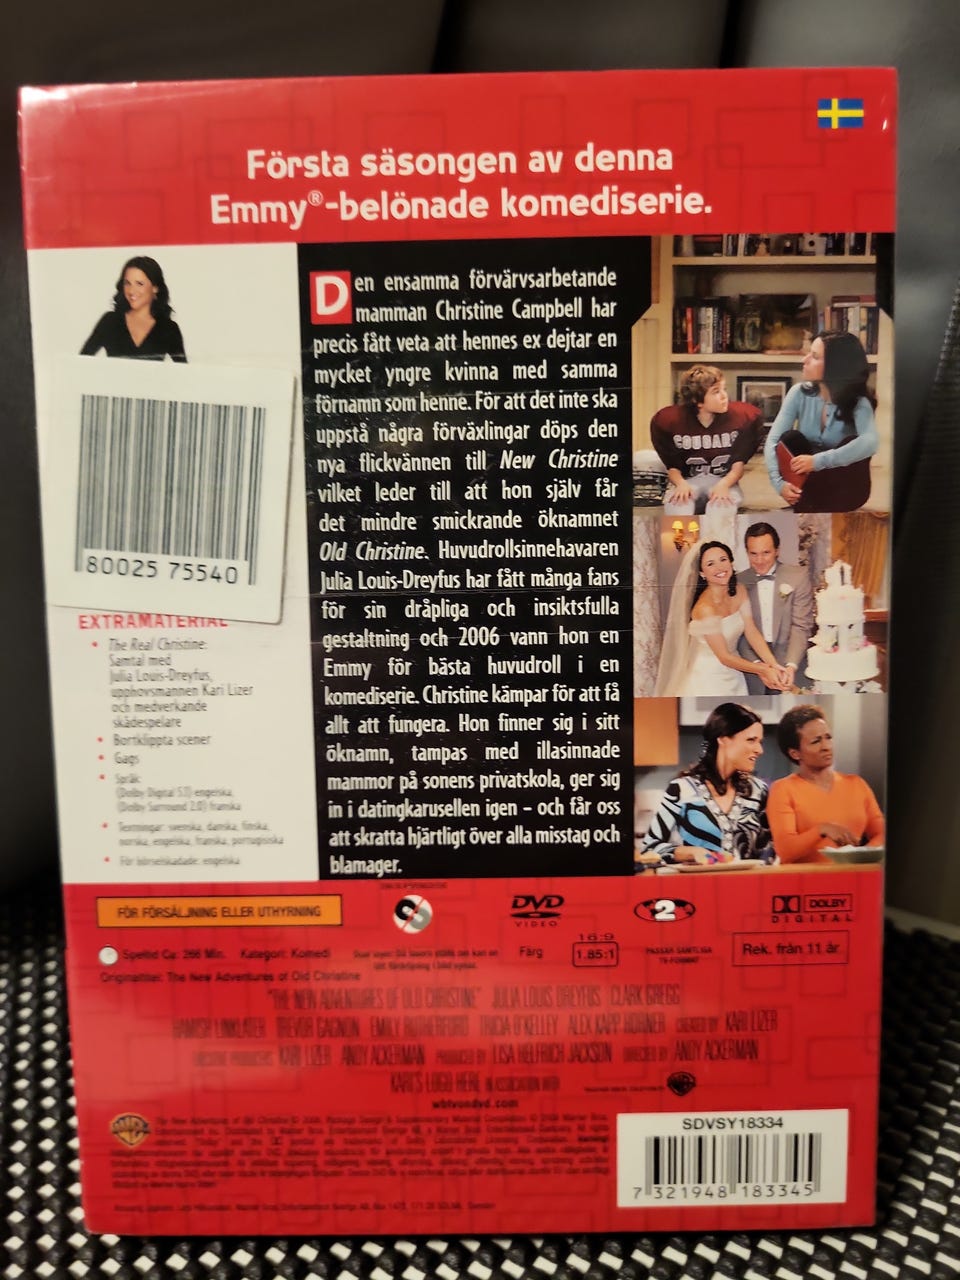 Första säsongen av denna
Emmy®-belönade komediserie.
Den ensamma förvärvsarbetande
mamman Christine Campbell har
precis fått veta att hennes ex dejtar en
mycket yngre kvinna med samma
förnamn som henne. För att det inte ska
uppstå några förväxlingar döps den
nya flickvännen till New Christine
vilket leder till att hon själv får
det mindre smickrande öknamnet
Old Christine. Huvudrollsinnehavaren
Julia Louis-Dreyfus har fått många fans
för sin dråpliga och insiktsfulla
gestaltning och 2006 vann hon en
Emmy för bästa huvudroll i en
komediserie. Christine kämpar för att få
allt att fungera. Hon finner sig i sitt
öknamn, tampas med illasinnade
mammor på sonens privatskola, ger sig
in i datingkarusellen igen – och får oss
att skratta hjärtligt över alla misstag och
blamager.
80025 75540
EXTRAMATERIAL
• The Real Christine:
Samtal med
Julia Louis-Dreyfus,
upphovsmannen Kari Lizer
och medverkande
skådespelare
• Bortklippta scener
• Gags
• Språk:
(Dolby Digital 5.1) engelska,
(Dolby Surround 2.0) franska
• Textningar: svenska, danska, finska,
norska, engelska, franska, portugisiska
• För hörselskadade: engelska
COUGARS
FÖR FÖRSÄLJNING ELLER UTHYRNING
DVD
VIDEO
2
DOLBY
DIGITAL
Speltid Ca: 266 Min. Kategori: Komedi
Färg
16:9
1.85:1
PASSAR SAMTLIGA
TV-FORMAT
Rek. från 11 år.
Originaltitel: The New Adventures of Old Christine
"THE NEW ADVENTURES OF OLD CHRISTINE" JULIA LOUIS-DREYFUS CLARK GREGG
HAMISH LINKLATER TREVOR GAGNON EMILY RUTHERFURD TRICIA O'KELLEY ALEX KAPP HORNER CREATED BY KARI LIZER
EXECUTIVE PRODUCERS KARI LIZER ANDY ACKERMAN PRODUCED BY LISA HELFRICH JACKSON DIRECTED BY ANDY ACKERMAN
KARI'S LOGO HERE IN ASSOCIATION WITH
wbtvondvd.com
SDVSY18334
7 321948 183345